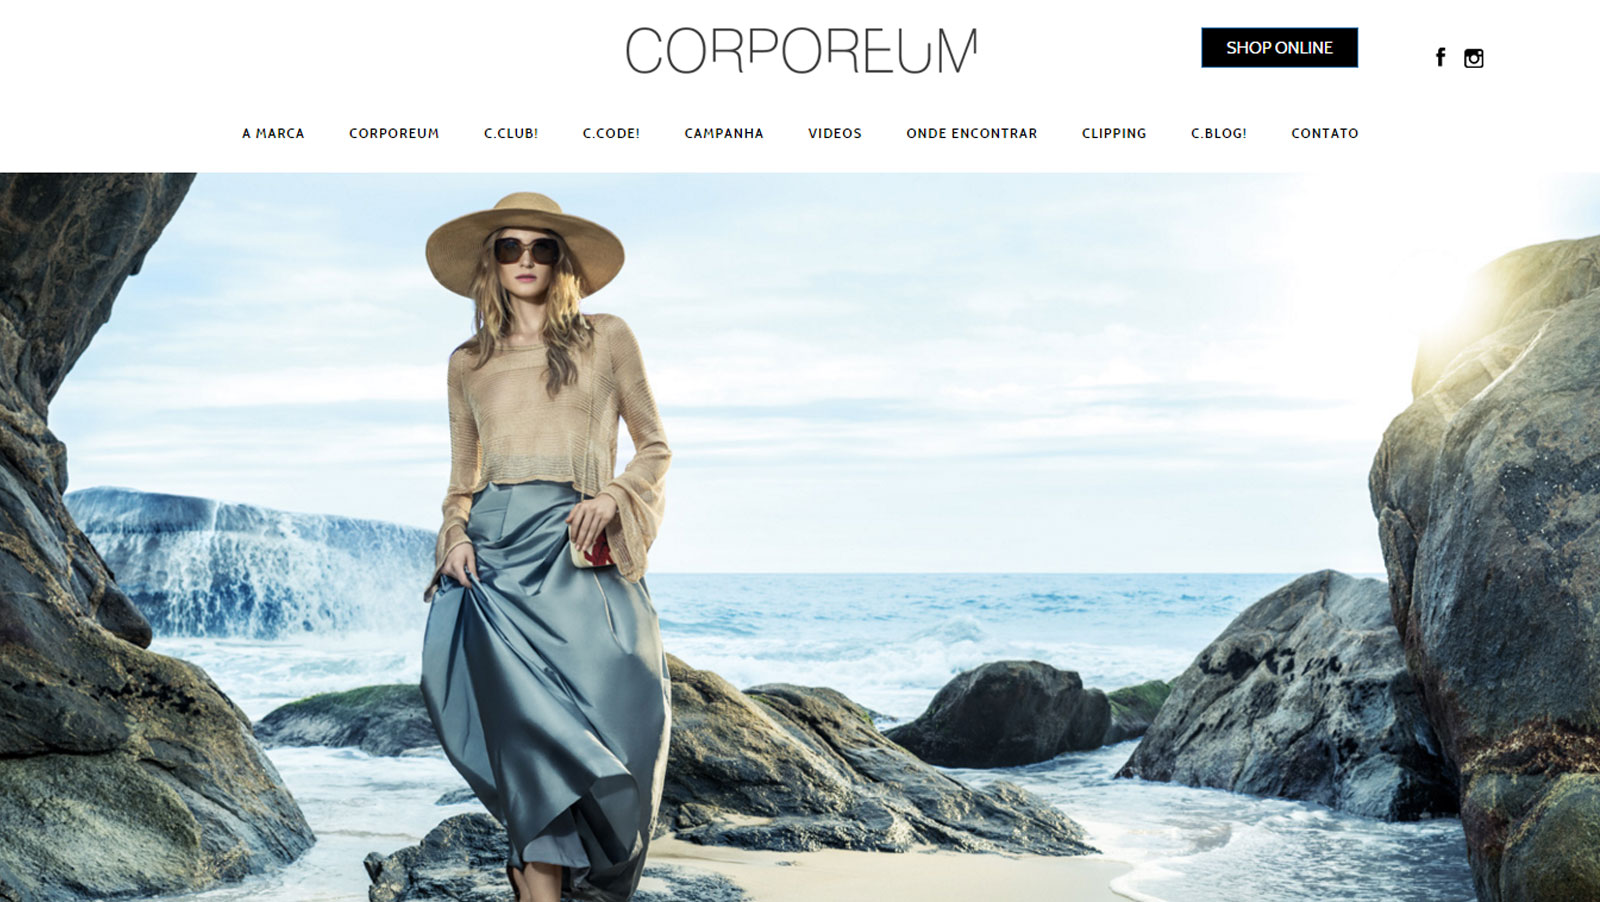 CORPOREUM
SHOP ONLINE
A MARCA CORPOREUM C.CLUB! C.CODE! CAMPANHA VIDEOS ONDE ENCONTRAR CLIPPING C.BLOG! CONTATO